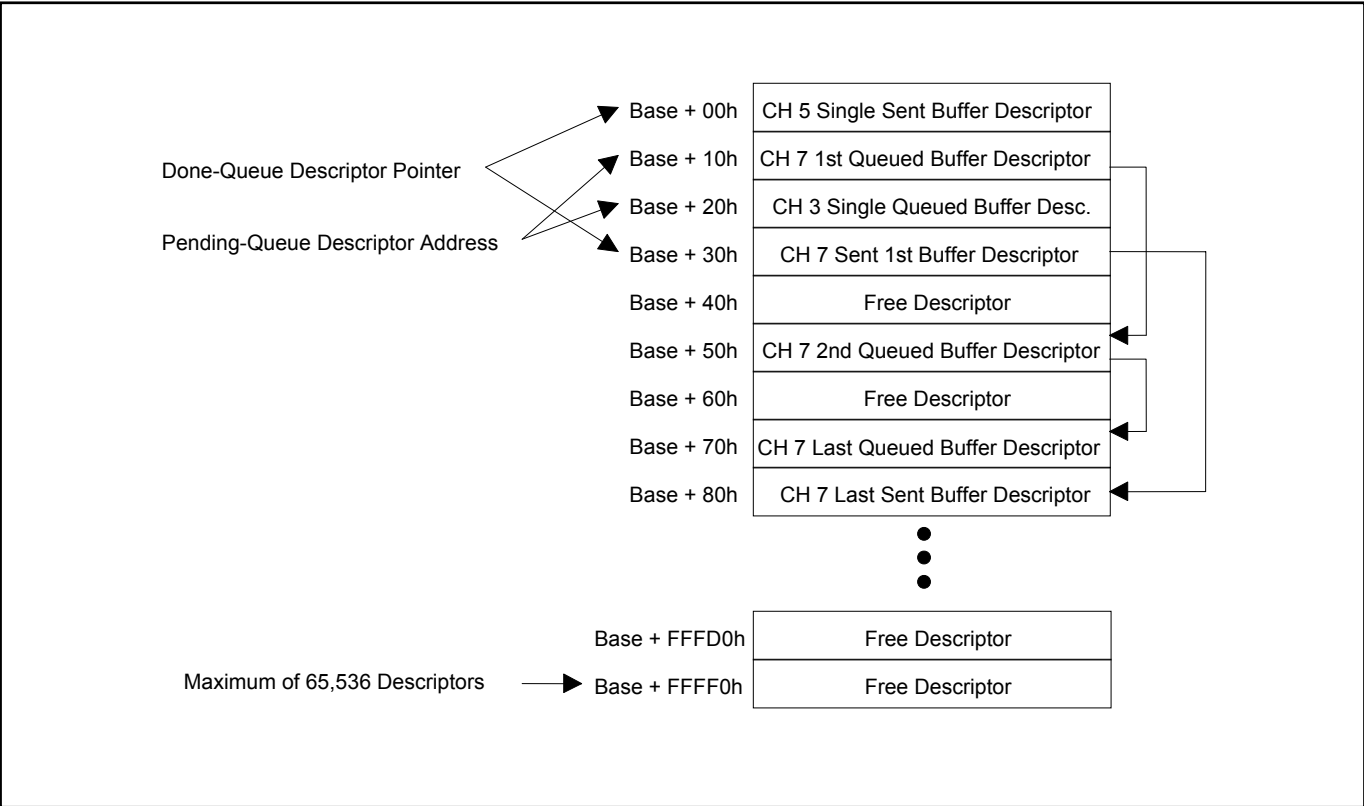 Base + 00h CH 5 Single Sent Buffer Descriptor
Done-Queue Descriptor Pointer
Base + 10h CH 7 1st Queued Buffer Descriptor
Base + 20h CH 3 Single Queued Buffer Desc.
Pending-Queue Descriptor Address
Base + 30h CH 7 Sent 1st Buffer Descriptor
Base + 40h Free Descriptor
Base + 50h CH 7 2nd Queued Buffer Descriptor
Base + 60h Free Descriptor
Base + 70h CH 7 Last Queued Buffer Descriptor
Base + 80h CH 7 Last Sent Buffer Descriptor
Base + FFFD0h Free Descriptor
Maximum of 65,536 Descriptors Base + FFFF0h Free Descriptor